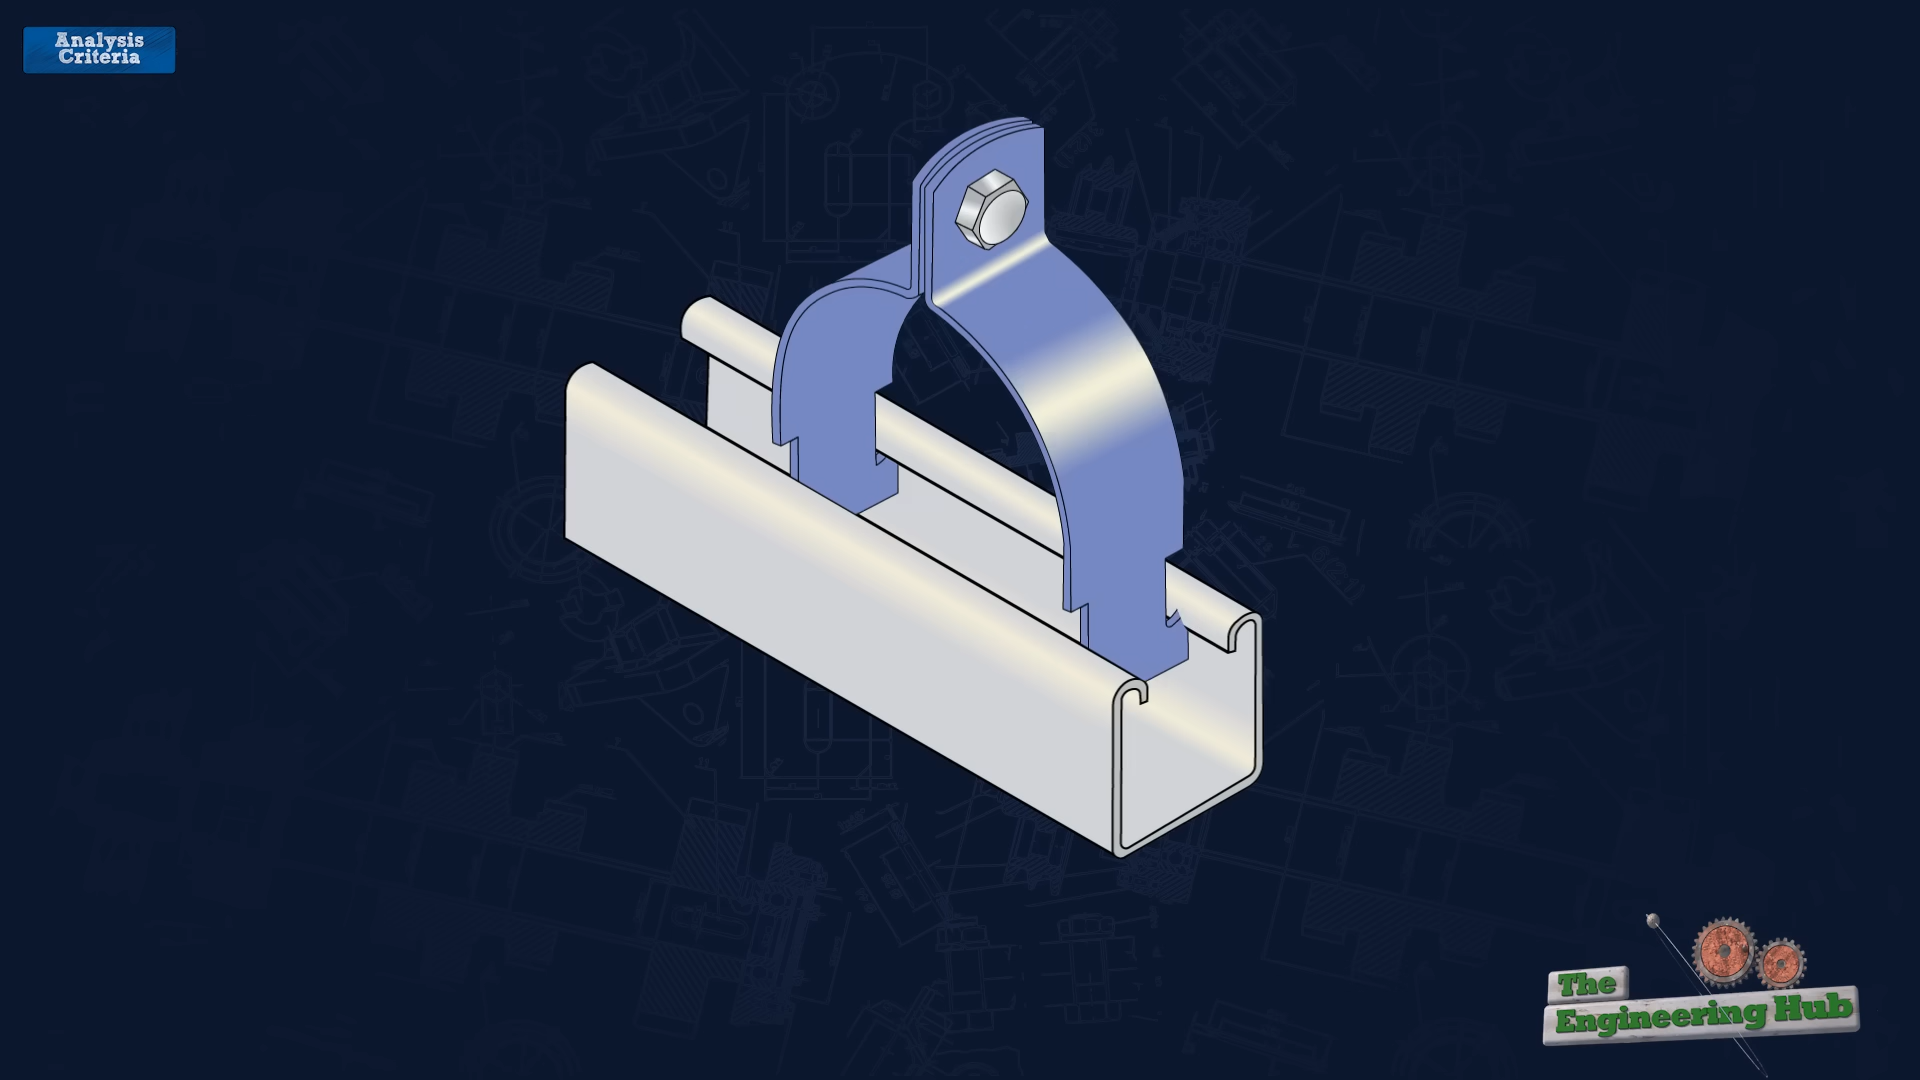 Analysis
Criteria
The
Engineering Hub